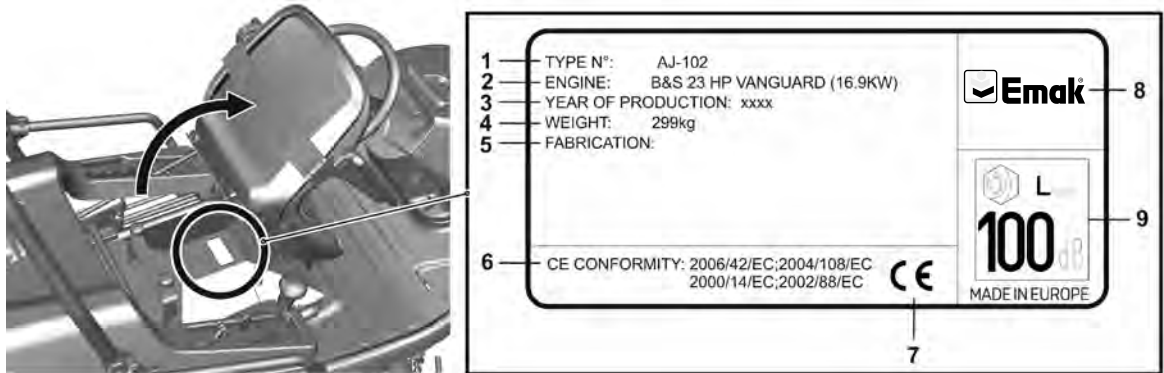 1 TYPE N°: AJ-102
2 ENGINE: B&S 23 HP VANGUARD (16.9KW)
3 YEAR OF PRODUCTION: xxxx
4 WEIGHT: 299kg
5 FABRICATION:
6 CE CONFORMITY: 2006/42/EC;2004/108/EC
2000/14/EC;2002/88/EC
CE
7
Emak
8
L
100 dB
9
MADE IN EUROPE